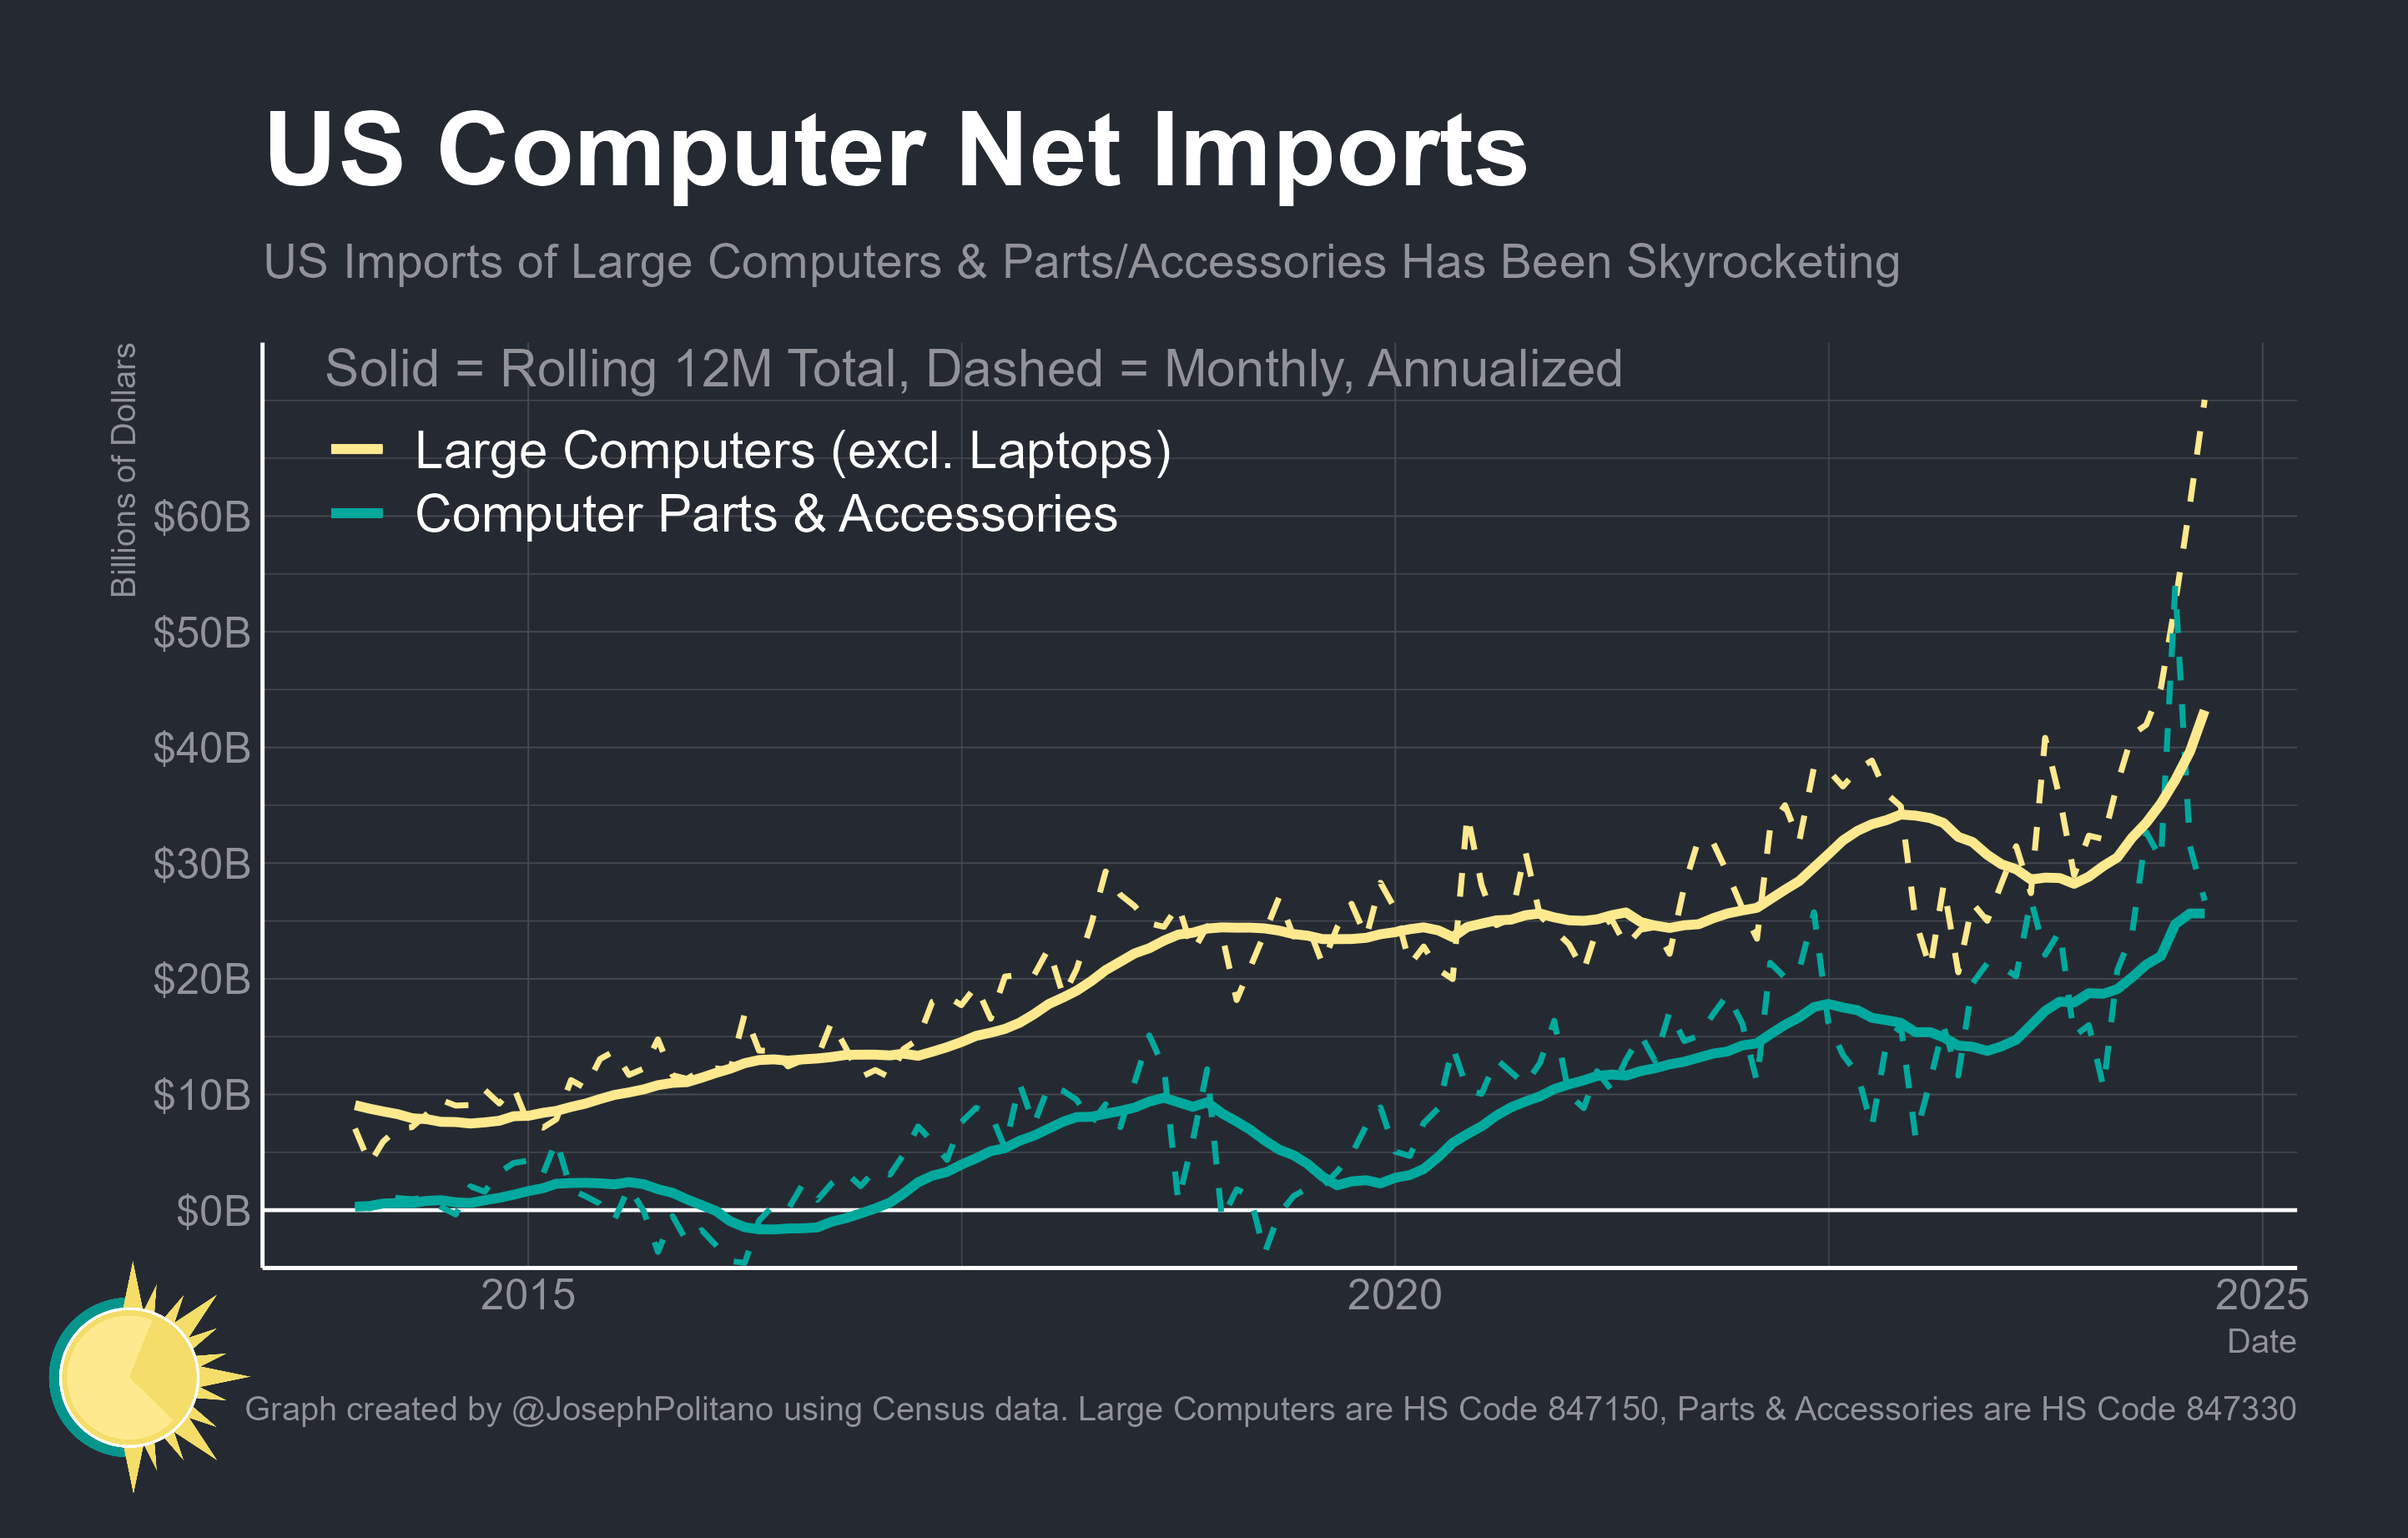 US Computer Net Imports
US Imports of Large Computers & Parts/Accessories Has Been Skyrocketing
Billions of Dollars
Solid = Rolling 12M Total, Dashed = Monthly, Annualized
Large Computers (excl. Laptops)
Computer Parts & Accessories
$60B
$50B
$40B
$30B
$20B
$10B
$0B
2015 2020 2025
Date
Graph created by @JosephPolitano using Census data. Large Computers are HS Code 847150, Parts & Accessories are HS Code 847330